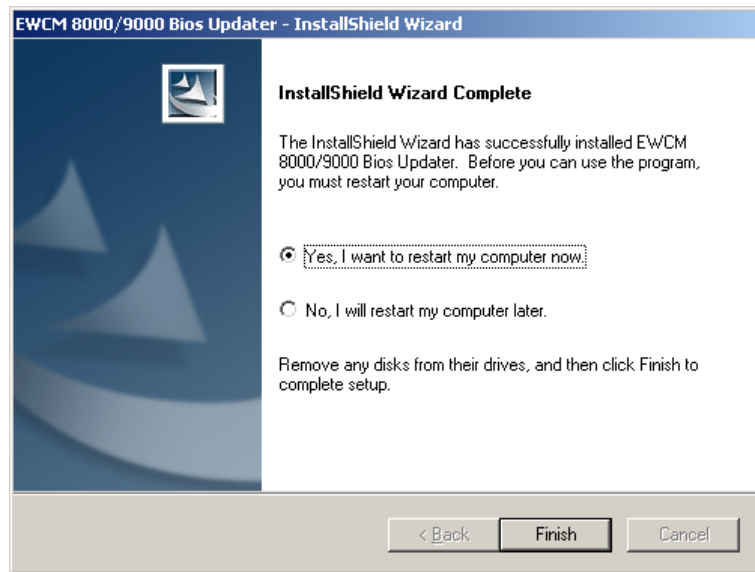 EWCM 8000/9000 Bios Updater - InstallShield Wizard
InstallShield Wizard Complete
The InstallShield Wizard has successfully installed EWCM
8000/9000 Bios Updater. Before you can use the program,
you must restart your computer.
Yes, I want to restart my computer now.
No, I will restart my computer later.
Remove any disks from their drives, and then click Finish to
complete setup.
< Back Finish Cancel